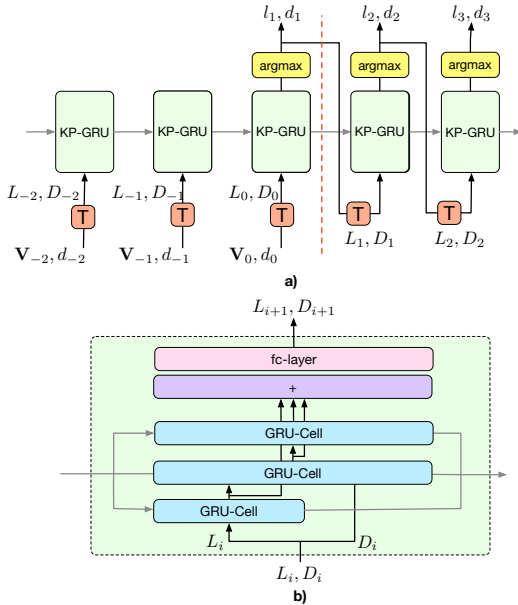 l₁, d₁ l₂, d₂ l₃, d₃
argmax argmax argmax
KP-GRU KP-GRU KP-GRU KP-GRU KP-GRU
L₋₂, D₋₂ L₋₁, D₋₁ L₀, D₀
T T T T T
L₁, D₁ L₂, D₂
V₋₂, d₋₂ V₋₁, d₋₁ V₀, d₀
a)
Lᵢ₊₁, Dᵢ₊₁
fc-layer
+
GRU-Cell
GRU-Cell
GRU-Cell
Lᵢ Dᵢ
Lᵢ, Dᵢ
b)